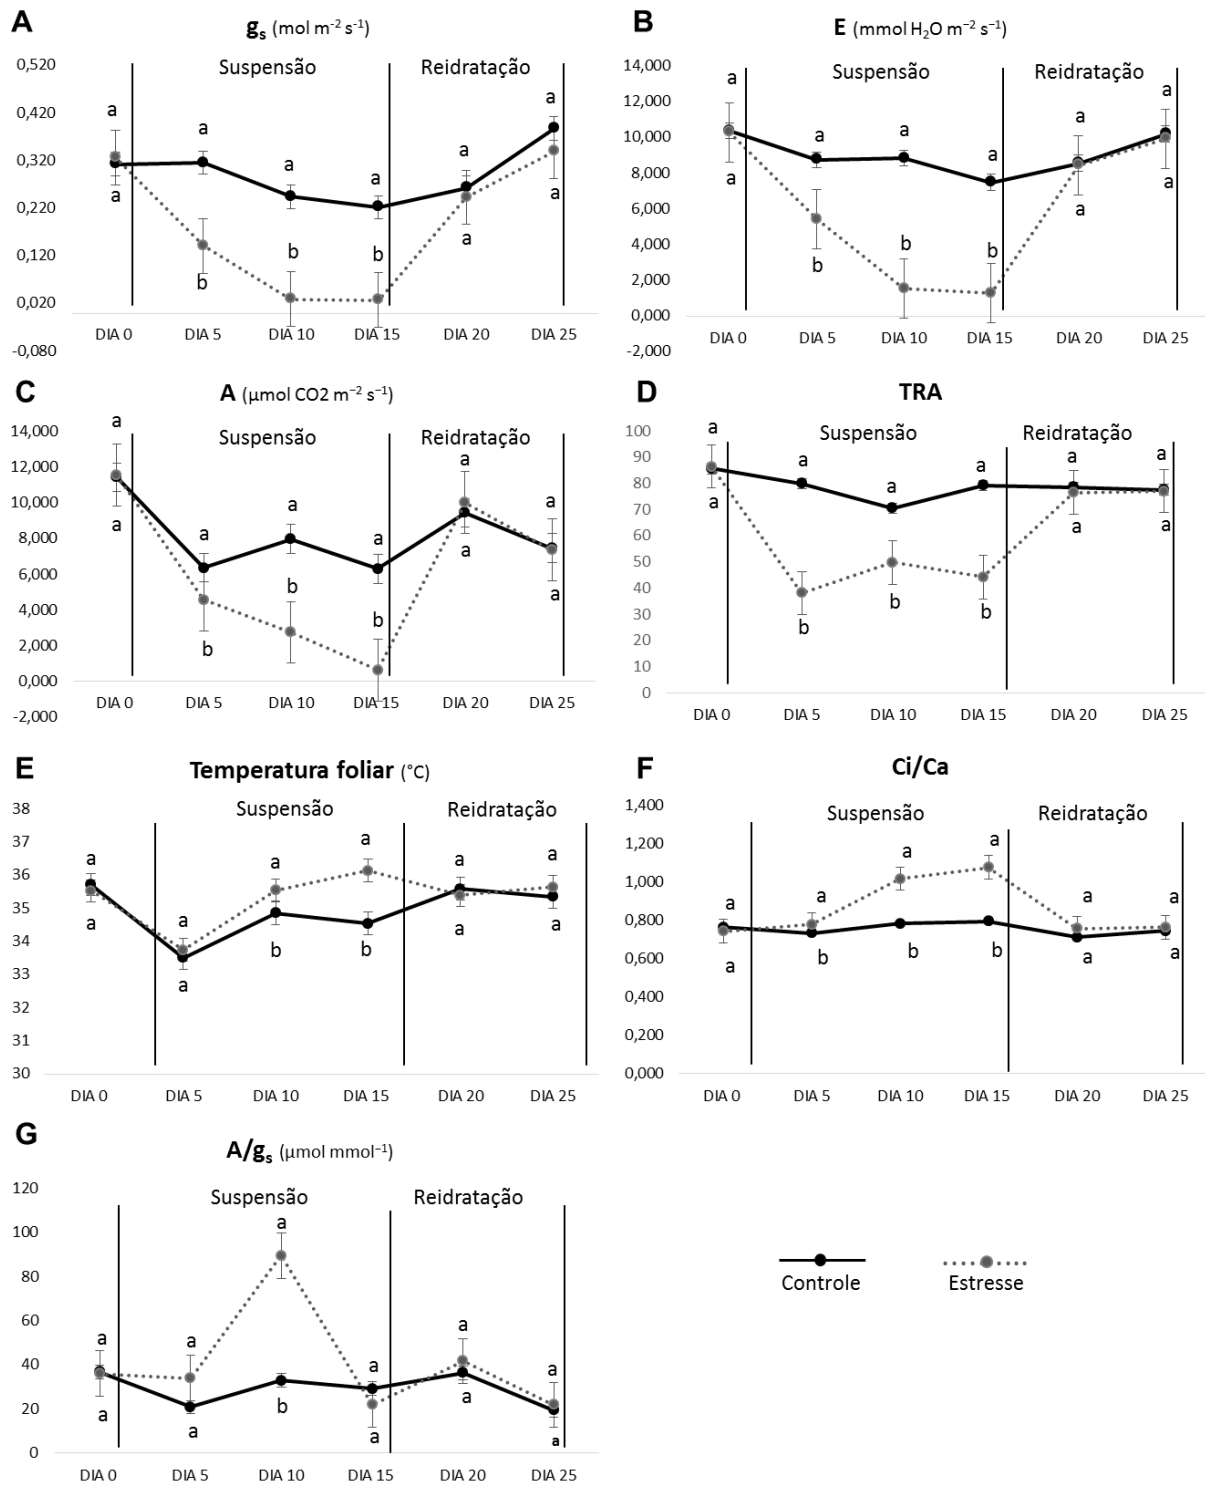 A
gs (mol m-2 s-1)
Suspensão Reidratação
0,520
0,420
0,320
0,220
0,120
0,020
-0,080
a a a a a a
a b b b a a
DIA 0 DIA 5 DIA 10 DIA 15 DIA 20 DIA 25
B
E (mmol H2O m−2 s−1)
Suspensão Reidratação
14,000
12,000
10,000
8,000
6,000
4,000
2,000
0,000
-2,000
a a a a a a
a b b b a a
DIA 0 DIA 5 DIA 10 DIA 15 DIA 20 DIA 25
C
A (µmol CO2 m−2 s−1)
Suspensão Reidratação
14,000
12,000
10,000
8,000
6,000
4,000
2,000
0,000
-2,000
a a a a a a
a b b b a a
DIA 0 DIA 5 DIA 10 DIA 15 DIA 20 DIA 25
D
TRA
Suspensão Reidratação
100
90
80
70
60
50
40
30
20
10
0
a a a a a a
a b b b a a
DIA 0 DIA 5 DIA 10 DIA 15 DIA 20 DIA 25
E
Temperatura foliar (°C)
Suspensão Reidratação
38
37
36
35
34
33
32
31
30
a a a a a a
a a b b a a
DIA 0 DIA 5 DIA 10 DIA 15 DIA 20 DIA 25
F
Ci/Ca
Suspensão Reidratação
1,400
1,200
1,000
0,800
0,600
0,400
0,200
0,000
a a a a a a
a b b b a a
DIA 0 DIA 5 DIA 10 DIA 15 DIA 20 DIA 25
G
A/gs (µmol mmol−1)
Suspensão Reidratação
120
100
80
60
40
20
0
a a a a a a
a a b a a a
DIA 0 DIA 5 DIA 10 DIA 15 DIA 20 DIA 25
Controle Estresse